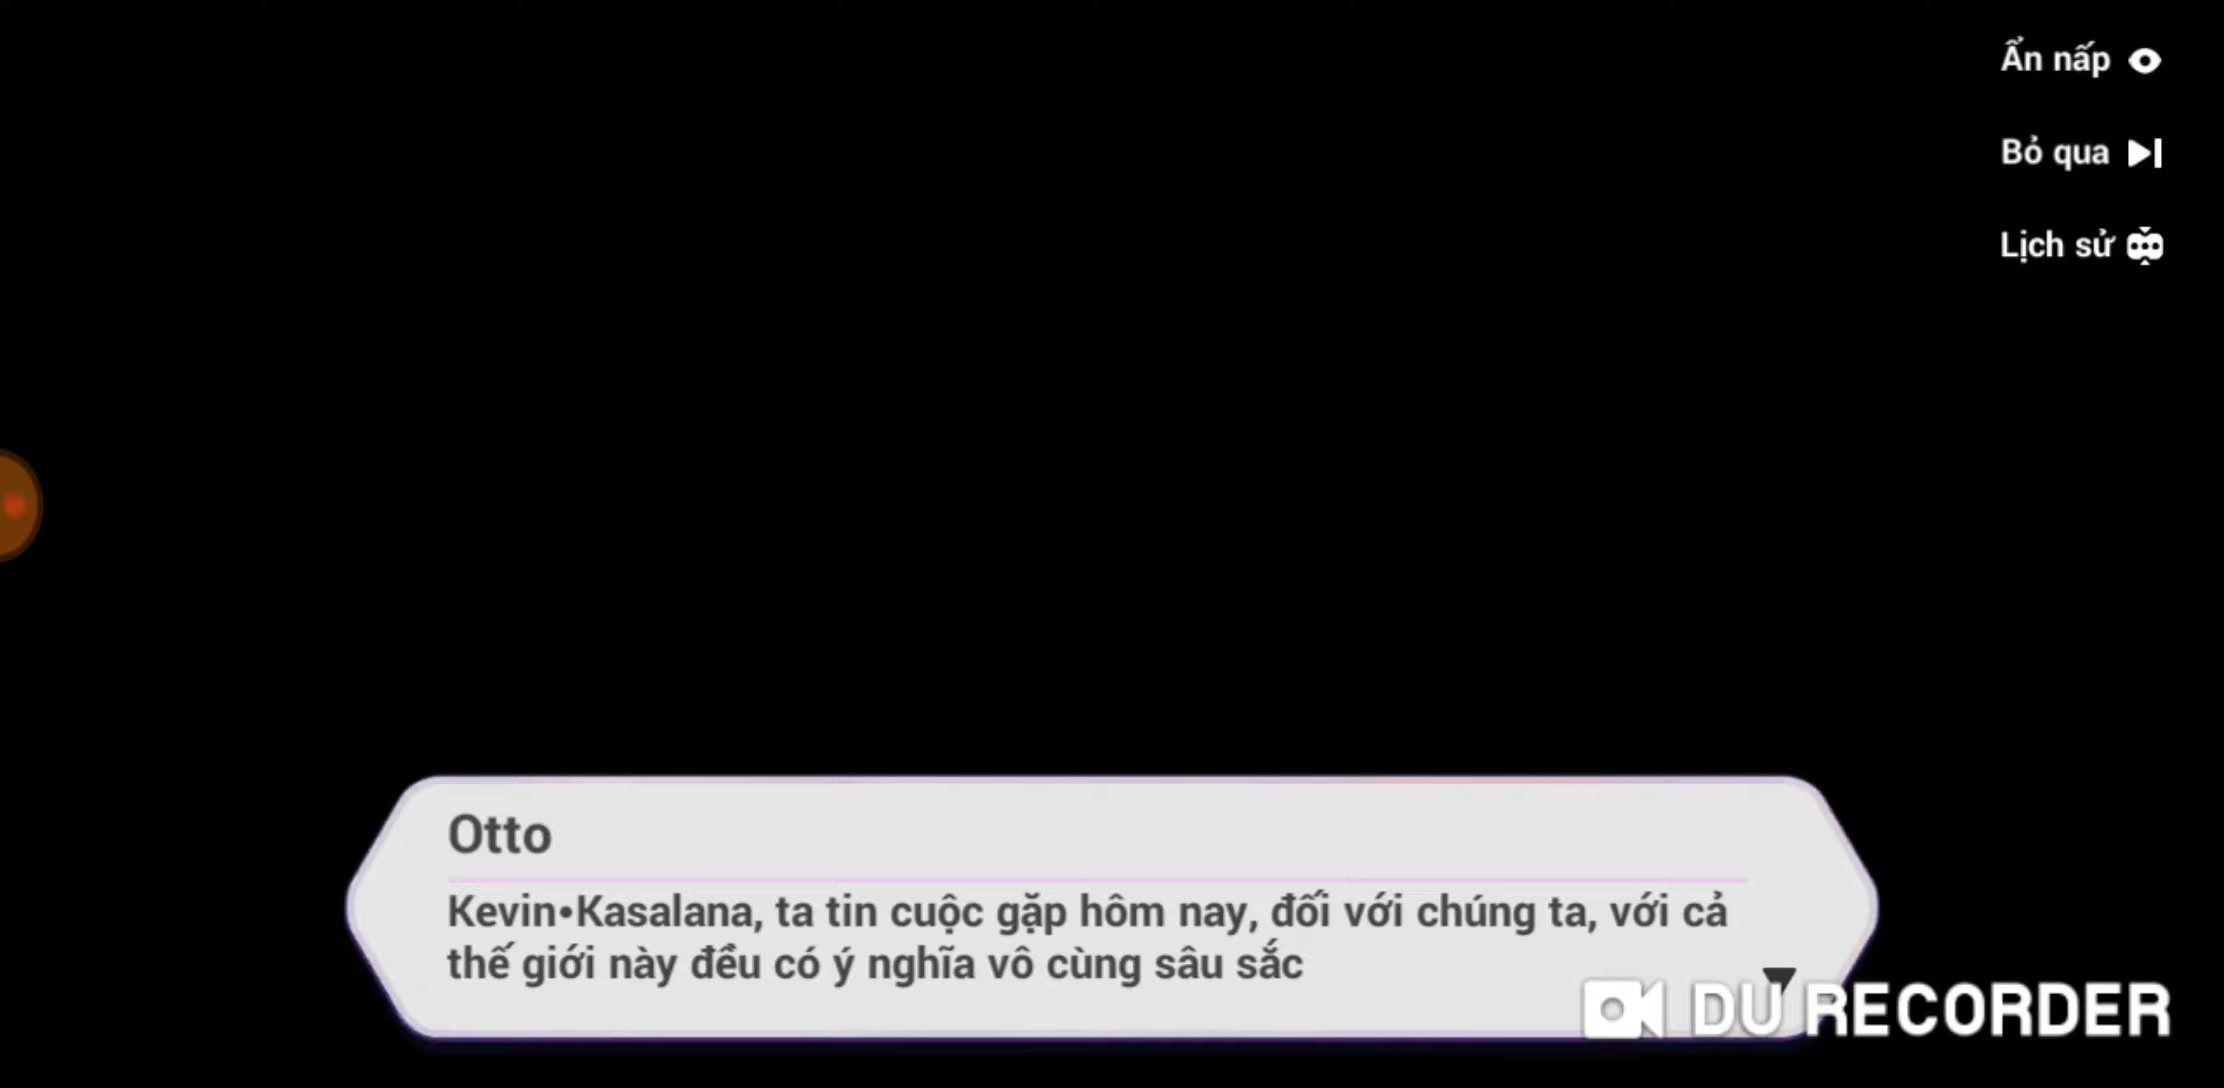 Ẩn nấp
Bỏ qua
Lịch sử
Otto
Kevin•Kasalana, ta tin cuộc gặp hôm nay, đối với chúng ta, với cả
thế giới này đều có ý nghĩa vô cùng sâu sắc
DU RECORDER